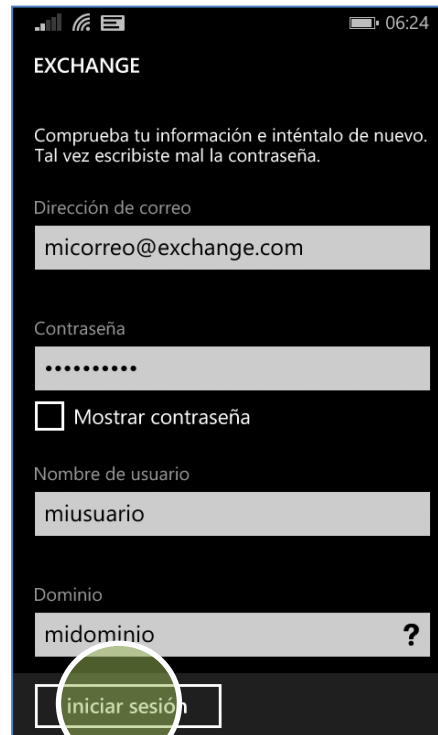 06:24
EXCHANGE
Comprueba tu información e inténtalo de nuevo.
Tal vez escribiste mal la contraseña.
Dirección de correo
micorreo@exchange.com
Contraseña
••••••••••
Mostrar contraseña
Nombre de usuario
miusuario
Dominio
midominio ?
iniciar sesión